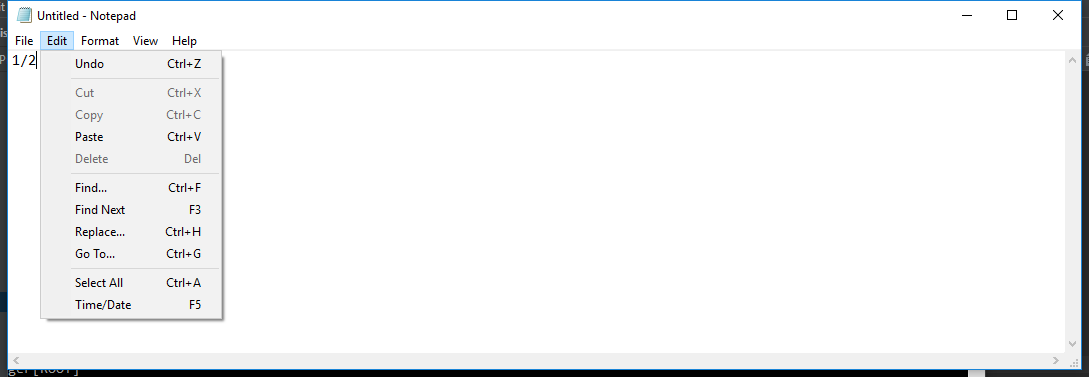 Untitled - Notepad
File Edit Format View Help
1/2
Undo Ctrl+Z
Cut Ctrl+X
Copy Ctrl+C
Paste Ctrl+V
Delete Del
Find... Ctrl+F
Find Next F3
Replace... Ctrl+H
Go To... Ctrl+G
Select All Ctrl+A
Time/Date F5